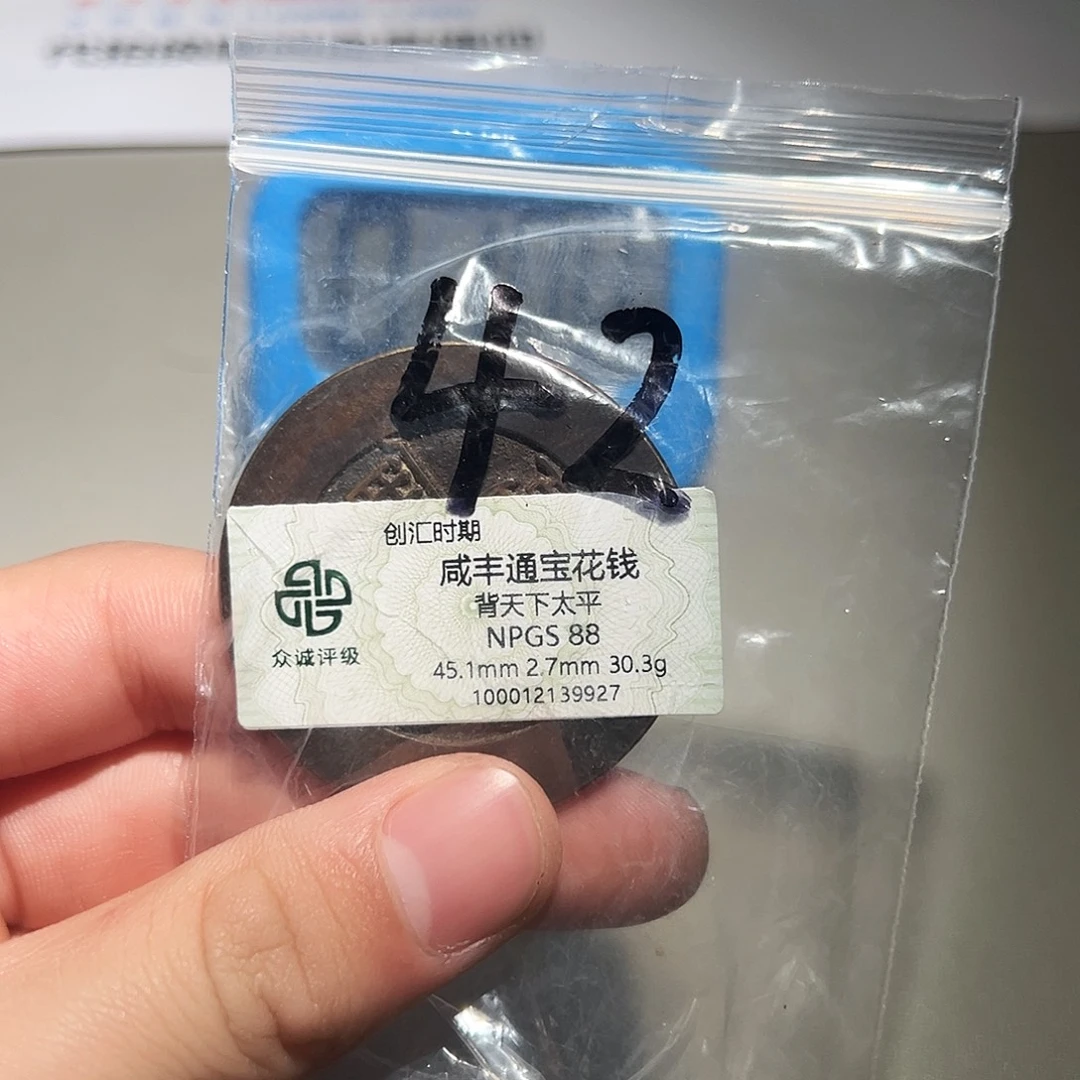 42
创汇时期
咸丰通宝花钱
背天下太平
NPGS 88
45.1mm 2.7mm 30.3g
100012139927
众诚评级